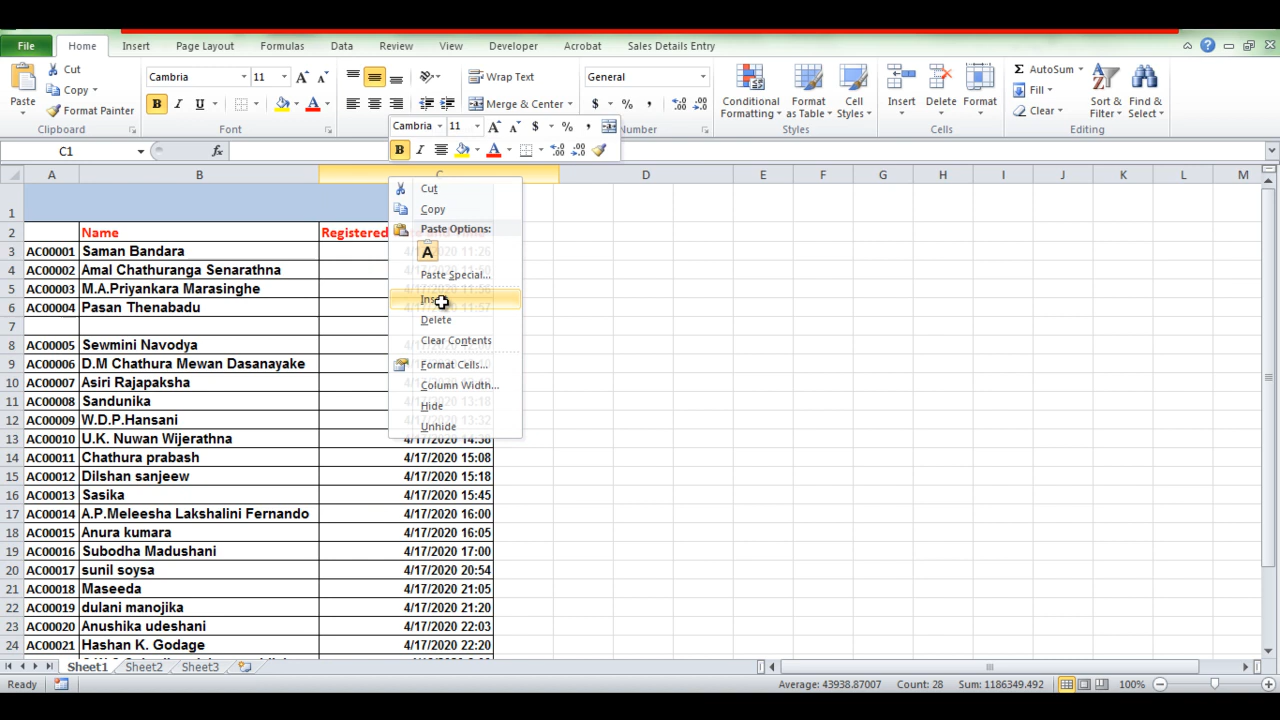 File Home Insert Page Layout Formulas Data Review View Developer Acrobat Sales Details Entry
Paste
Cut
Copy
Format Painter
Clipboard
Cambria 11
B I U A
Font
Wrap Text
Merge & Center
General
$ % ,
Number
Conditional Formatting
Format as Table
Cell Styles
Styles
Insert Delete Format
Cells
Σ AutoSum
Fill
Clear
Sort & Filter
Find & Select
Editing
Cambria 11 A A $ % ,
B I A
C1 fx
A B C D E F G H I J K L M
1
2 Name Registered
3 AC00001 Saman Bandara 4/17/2020 11:26
4 AC00002 Amal Chathuranga Senarathna
5 AC00003 M.A.Priyankara Marasinghe
6 AC00004 Pasan Thenabadu
7
8 AC00005 Sewmini Navodya
9 AC00006 D.M Chathura Mewan Dasanayake
10 AC00007 Asiri Rajapaksha
11 AC00008 Sandunika
12 AC00009 W.D.P.Hansani
13 AC00010 U.K. Nuwan Wijerathna 4/17/2020 14:38
14 AC00011 Chathura prabash 4/17/2020 15:08
15 AC00012 Dilshan sanjeew 4/17/2020 15:18
16 AC00013 Sasika 4/17/2020 15:45
17 AC00014 A.P.Meleesha Lakshalini Fernando 4/17/2020 16:00
18 AC00015 Anura kumara 4/17/2020 16:05
19 AC00016 Subodha Madushani 4/17/2020 17:00
20 AC00017 sunil soysa 4/17/2020 20:54
21 AC00018 Maseeda 4/17/2020 21:05
22 AC00019 dulani manojika 4/17/2020 21:20
23 AC00020 Anushika udeshani 4/17/2020 22:03
24 AC00021 Hashan K. Godage 4/17/2020 22:20
Cut
Copy
Paste Options:
A
Paste Special...
Ins
Delete
Clear Contents
Format Cells...
Column Width...
Hide
Unhide
Sheet1 Sheet2 Sheet3
Ready Average: 43938.87007 Count: 28 Sum: 1186349.492 100%